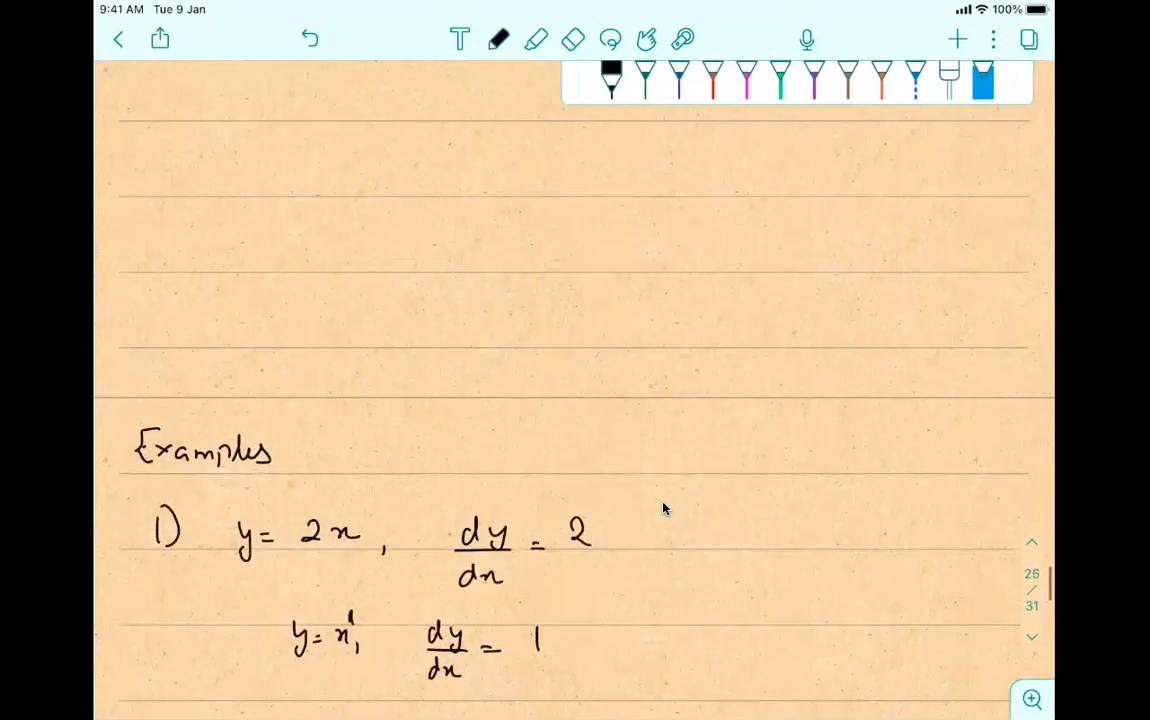 9:41 AM Tue 9 Jan
100%
Examples
1) y = 2x , dy/dx = 2
y = x¹, dy/dx = 1
26
/
31